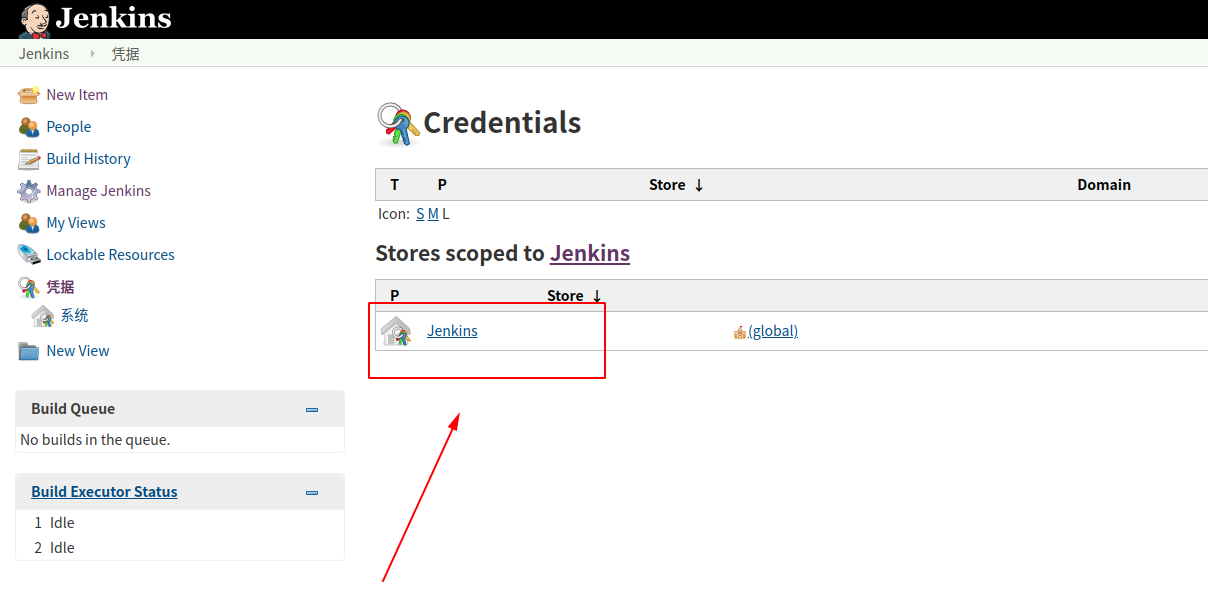 Jenkins
Jenkins 凭据
New Item
People
Build History
Manage Jenkins
My Views
Lockable Resources
凭据
系统
New View
Build Queue
No builds in the queue.
Build Executor Status
1 Idle
2 Idle
Credentials
T P Store ↓ Domain
Icon: S M L
Stores scoped to Jenkins
P Store ↓
Jenkins (global)